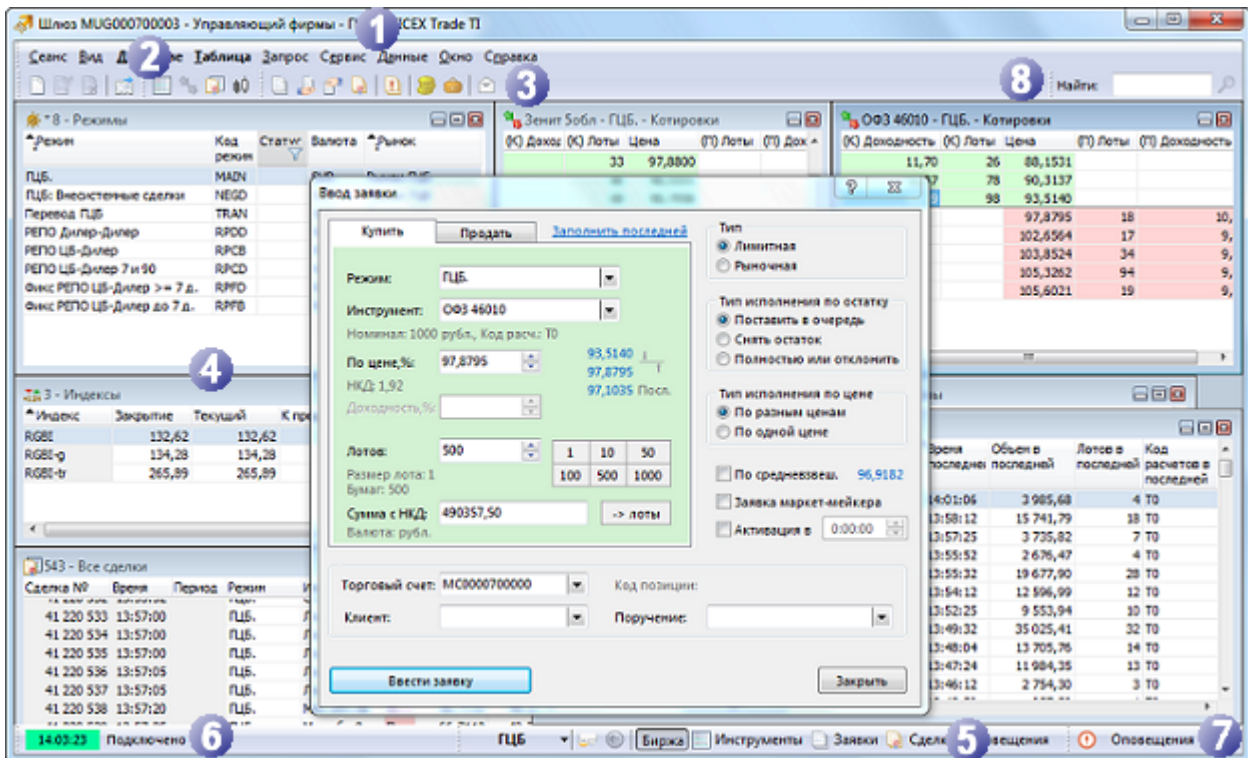 Шлюз MUG000700003 - Управляющий фирмы - ICEX Trade TI
1
Сеанс Вид Таблица Запрос Сервис Данные Окно Справка
2
3
8
Найти:
*8 - Режимы
Режим Код режим Статус Валюта Рынок
ГЦБ. MAIN
ГЦБ: Внесистемные сделки NEGD
Перевод ГЦБ TRAN
РЕПО Дилер-Дилер RPDD
РЕПО ЦБ-Дилер RPCB
РЕПО ЦБ-Дилер 7 и 90 RPCD
Фикс РЕПО ЦБ-Дилер >= 7 д. RPFD
Фикс РЕПО ЦБ-Дилер до 7 д. RPFB
Зенит 5обл - ГЦБ. - Котировки
(К) Доход (К) Лоты Цена (П) Лоты (П) Дох
33 97,8800
ОФЗ 46010 - ГЦБ. - Котировки
(К) Доходность (К) Лоты Цена (П) Лоты (П) Доходность
11,70 26 88,1531
78 90,3137
98 93,5140
97,8795 18 10,
102,6564 17 9,
103,8524 34 9,
105,3262 94 9,
105,6021 19 9,
4
3 - Индексы
Индекс Закрытие Текущий К пре
RGBI 132,62 132,62
RGBI-g 134,28 134,28
RGBI-tr 265,89 265,89
543 - Все сделки
Сделка № Время Период Режим
41 220 533 13:57:00 ГЦБ.
41 220 534 13:57:00 ГЦБ.
41 220 535 13:57:00 ГЦБ.
41 220 536 13:57:05 ГЦБ.
41 220 537 13:57:05 ГЦБ.
41 220 538 13:57:20 ГЦБ.
Ввод заявки
Купить Продать Заполнить последней
Режим: ГЦБ.
Инструмент: ОФЗ 46010
Номинал: 1000 рубл., Код расч.: T0
По цене,%: 97,8795
93,5140
97,8795
97,1035 Посл.
НКД: 1,92
Доходность,%:
Лотов: 500
1 10 50
100 500 1000
Размер лота: 1
Бумаг: 500
Сумма с НКД: 490357,50 -> лоты
Валюта: рубл.
Тип
Лимитная
Рыночная
Тип исполнения по остатку
Поставить в очередь
Снять остаток
Полностью или отклонить
Тип исполнения по цене
По разным ценам
По одной цене
По средневзвеш. 96,9182
Заявка маркет-мейкера
Активация в 0:00:00
Торговый счет: MC0000700000 Код позиции:
Клиент: Поручение:
Ввести заявку Закрыть
Время последней Объем в последней Лотов в последней Код расчетов в последней
14:01:06 3 985,68 4 T0
13:58:12 15 741,79 18 T0
13:57:25 3 735,82 7 T0
13:55:52 2 676,47 4 T0
13:55:32 19 677,90 28 T0
13:54:12 12 596,99 12 T0
13:52:25 9 553,94 10 T0
13:49:32 35 025,41 32 T0
13:48:04 13 705,76 14 T0
13:47:24 11 984,35 13 T0
13:46:12 2 754,30 3 T0
14:03:23 Подключено 6 ГЦБ Биржа Инструменты Заявки Сделки 5 Оповещения 7